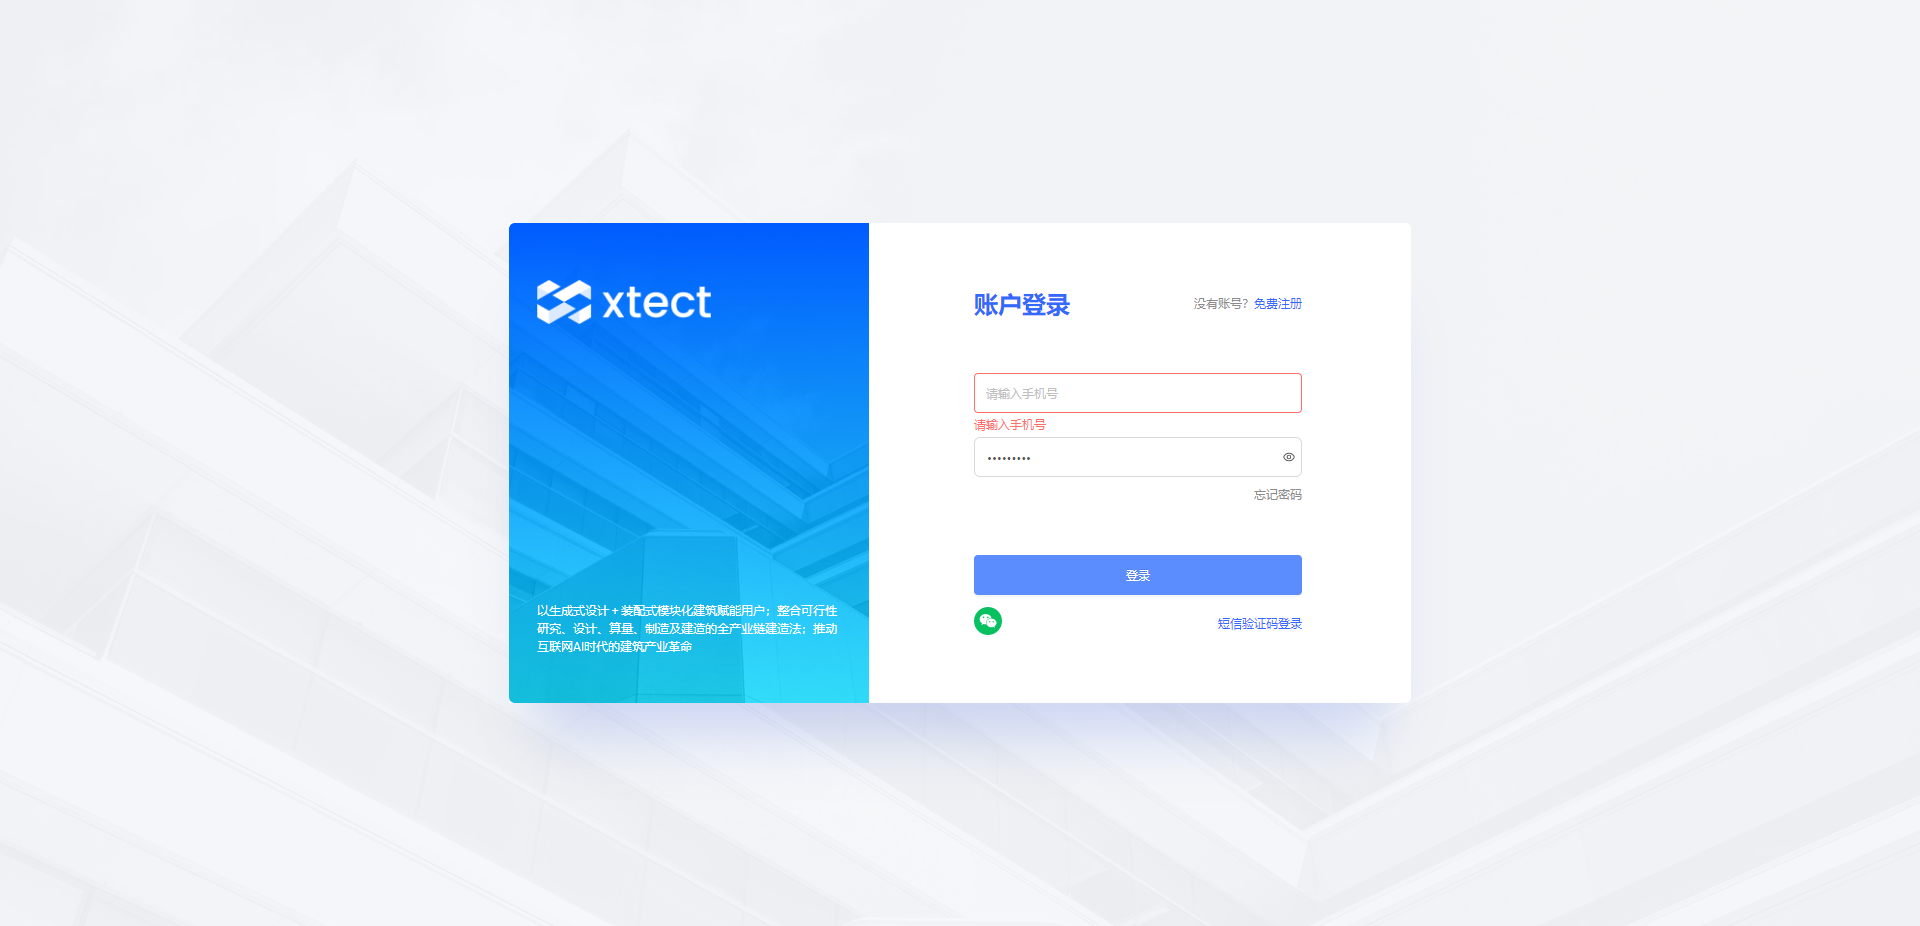 xtect
以生成式设计+装配式模块化建筑赋能用户；整合可行性
研究、设计、算量、制造及建造的全产业链建造法；推动
互联网AI时代的建筑产业革命
账户登录
没有账号？免费注册
请输入手机号
请输入手机号
•••••••••
忘记密码
登录
短信验证码登录